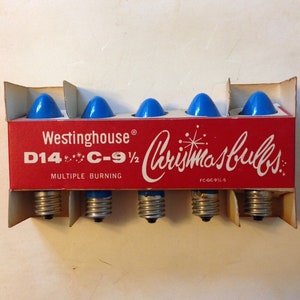 Westinghouse®
D14 C-9½
MULTIPLE BURNING
Christmas bulbs